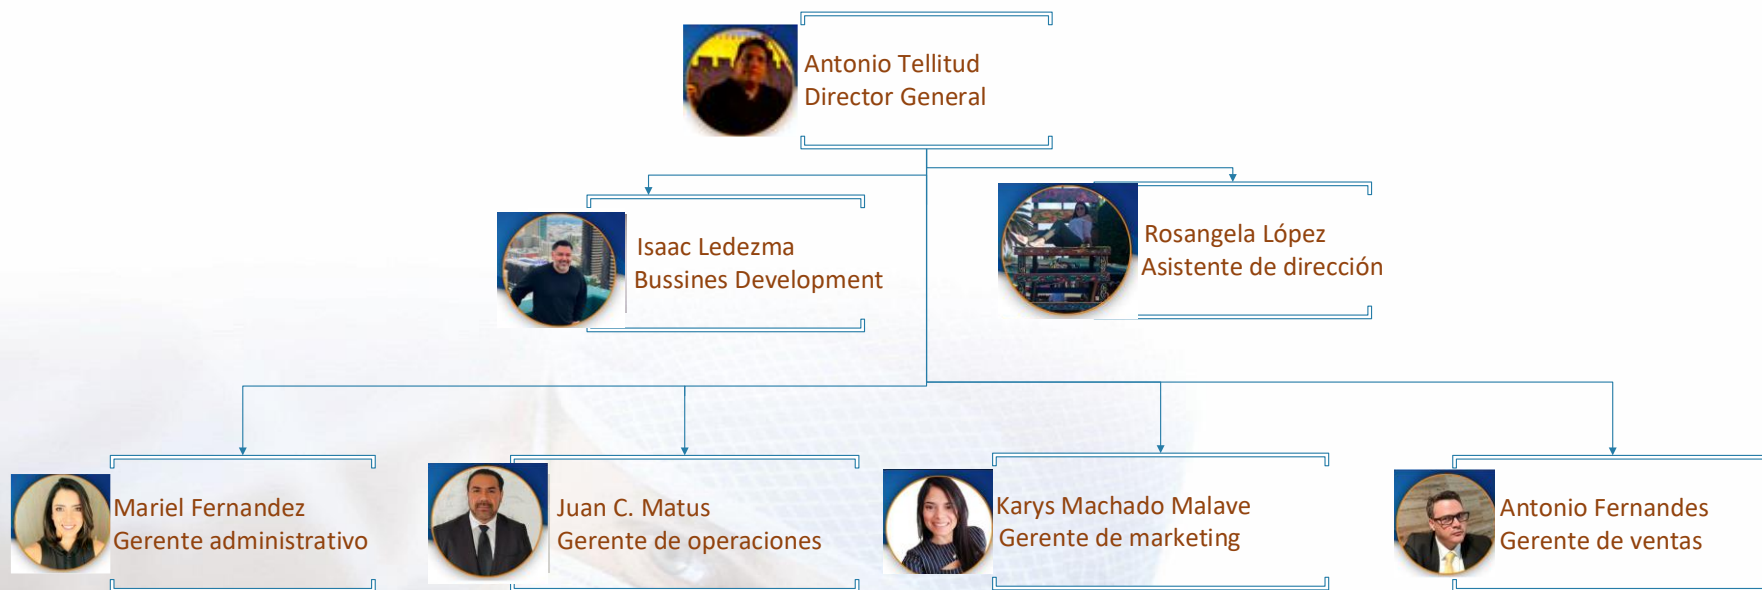 Antonio Tellitud
Director General
Isaac Ledezma
Bussines Development
Rosangela López
Asistente de dirección
Mariel Fernandez
Gerente administrativo
Juan C. Matus
Gerente de operaciones
Karys Machado Malave
Gerente de marketing
Antonio Fernandes
Gerente de ventas